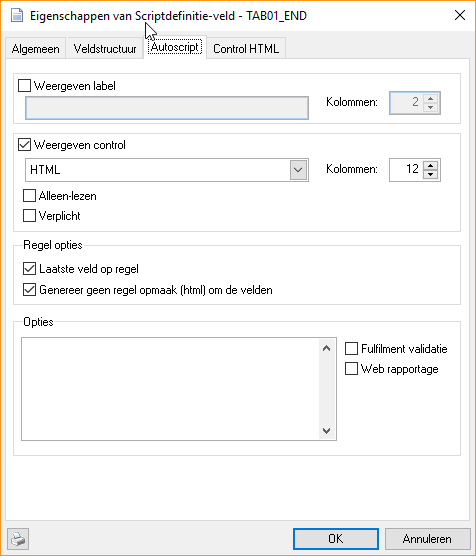 Eigenschappen van Scriptdefinitie-veld - TAB01_END
Algemeen Veldstructuur Autoscript Control HTML
Weergeven label
Kolommen: 2
Weergeven control
HTML Kolommen: 12
Alleen-lezen
Verplicht
Regel opties
Laatste veld op regel
Genereer geen regel opmaak (html) om de velden
Opties
Fulfilment validatie
Web rapportage
OK Annuleren